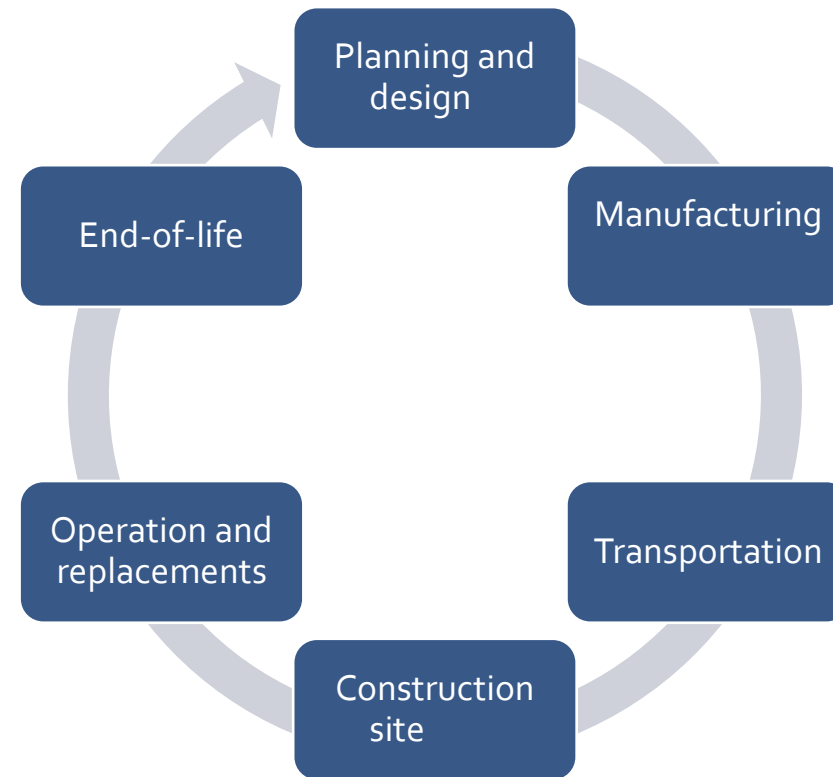 Planning and
design
Manufacturing
Transportation
Construction
site
Operation and
replacements
End-of-life